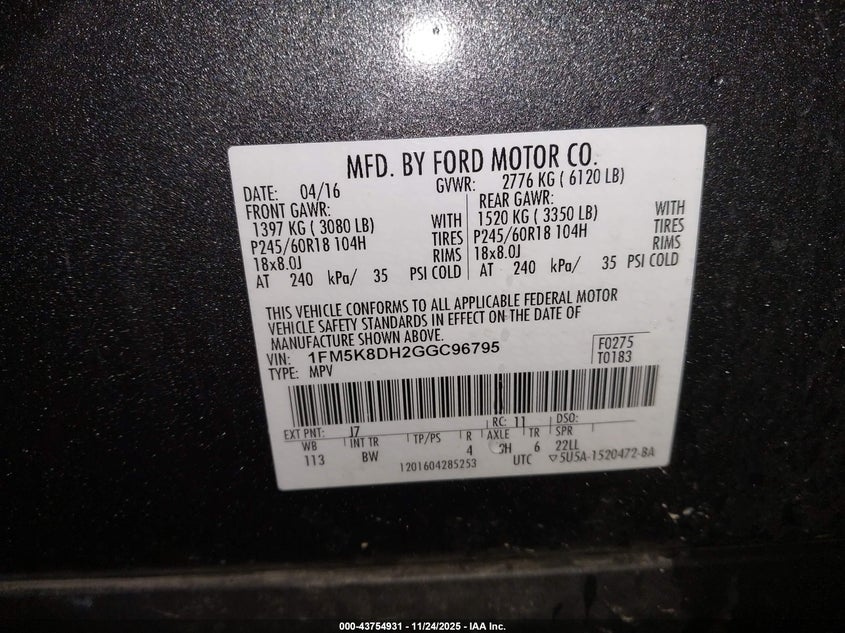 MFD. BY FORD MOTOR CO.
DATE: 04/16 GVWR: 2776 KG ( 6120 LB)
FRONT GAWR: REAR GAWR:
1397 KG ( 3080 LB) WITH 1520 KG ( 3350 LB) WITH
P245/60R18 104H TIRES P245/60R18 104H TIRES
18x8.0J RIMS 18x8.0J RIMS
AT 240 kPa/ 35 PSI COLD AT 240 kPa/ 35 PSI COLD
THIS VEHICLE CONFORMS TO ALL APPLICABLE FEDERAL MOTOR
VEHICLE SAFETY STANDARDS IN EFFECT ON THE DATE OF
MANUFACTURE SHOWN ABOVE.
VIN: 1FM5K8DH2GGC96795 F0275
TYPE: MPV T0183
EXT PNT: J7 RC: 11 DSO:
WB INT TR TP/PS R AXLE TR SPR
113 BW 4 H 6 22LL
1201604285253 UTC ▽5U5A-1520472-BA
000-43754931 - 11/24/2025 - IAA Inc.